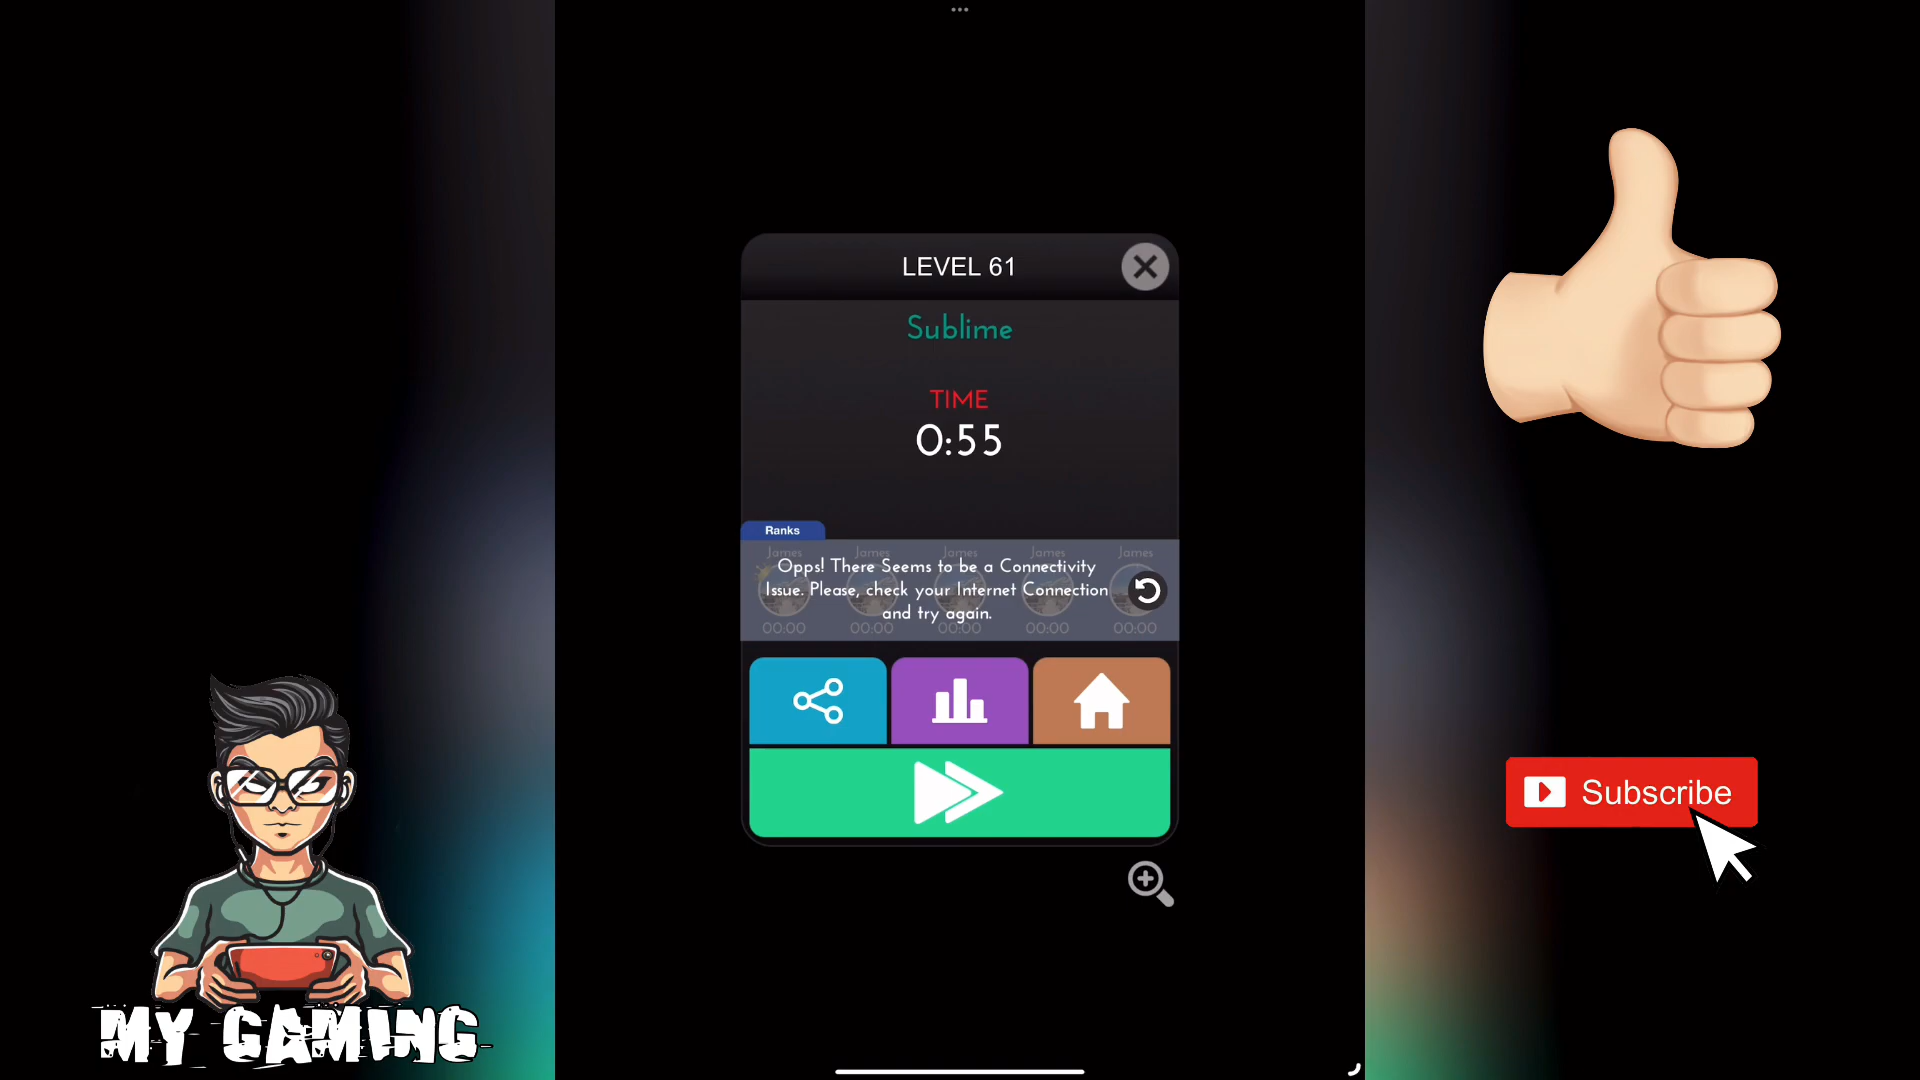 LEVEL 61
Sublime
TIME
0:55
Ranks
James James James James James
Opps! There Seems to be a Connectivity
Issue. Please, check your Internet Connection
and try again.
00:00 00:00 00:00 00:00 00:00
Subscribe
MY GAMING